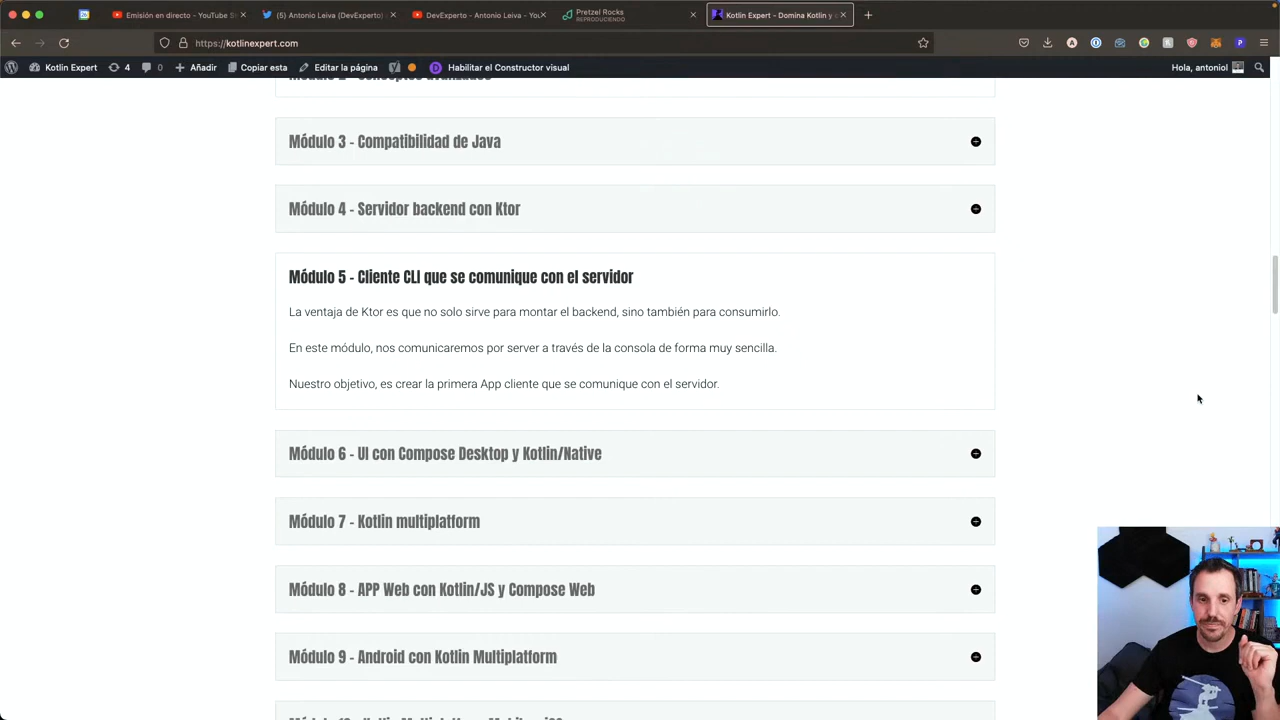 Emisión en directo - YouTube S
(5) Antonio Leiva (DevExperto)
DevExperto - Antonio Leiva - You
Pretzel Rocks
REPRODUCIENDO
Kotlin Expert - Domina Kotlin y
https://kotlinexpert.com
Kotlin Expert
4
0
Añadir
Copiar esta
Editar la página
Habilitar el Constructor visual
Hola, antoniol
Módulo 2 - Conceptos avanzados
Módulo 3 - Compatibilidad de Java
Módulo 4 - Servidor backend con Ktor
Módulo 5 - Cliente CLI que se comunique con el servidor
La ventaja de Ktor es que no solo sirve para montar el backend, sino también para consumirlo.
En este módulo, nos comunicaremos por server a través de la consola de forma muy sencilla.
Nuestro objetivo, es crear la primera App cliente que se comunique con el servidor.
Módulo 6 - UI con Compose Desktop y Kotlin/Native
Módulo 7 - Kotlin multiplatform
Módulo 8 - APP Web con Kotlin/JS y Compose Web
Módulo 9 - Android con Kotlin Multiplatform